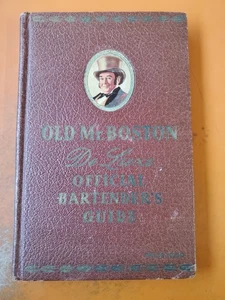 OLD Mr. BOSTON
De Luxe
OFFICIAL
BARTENDER'S
GUIDE